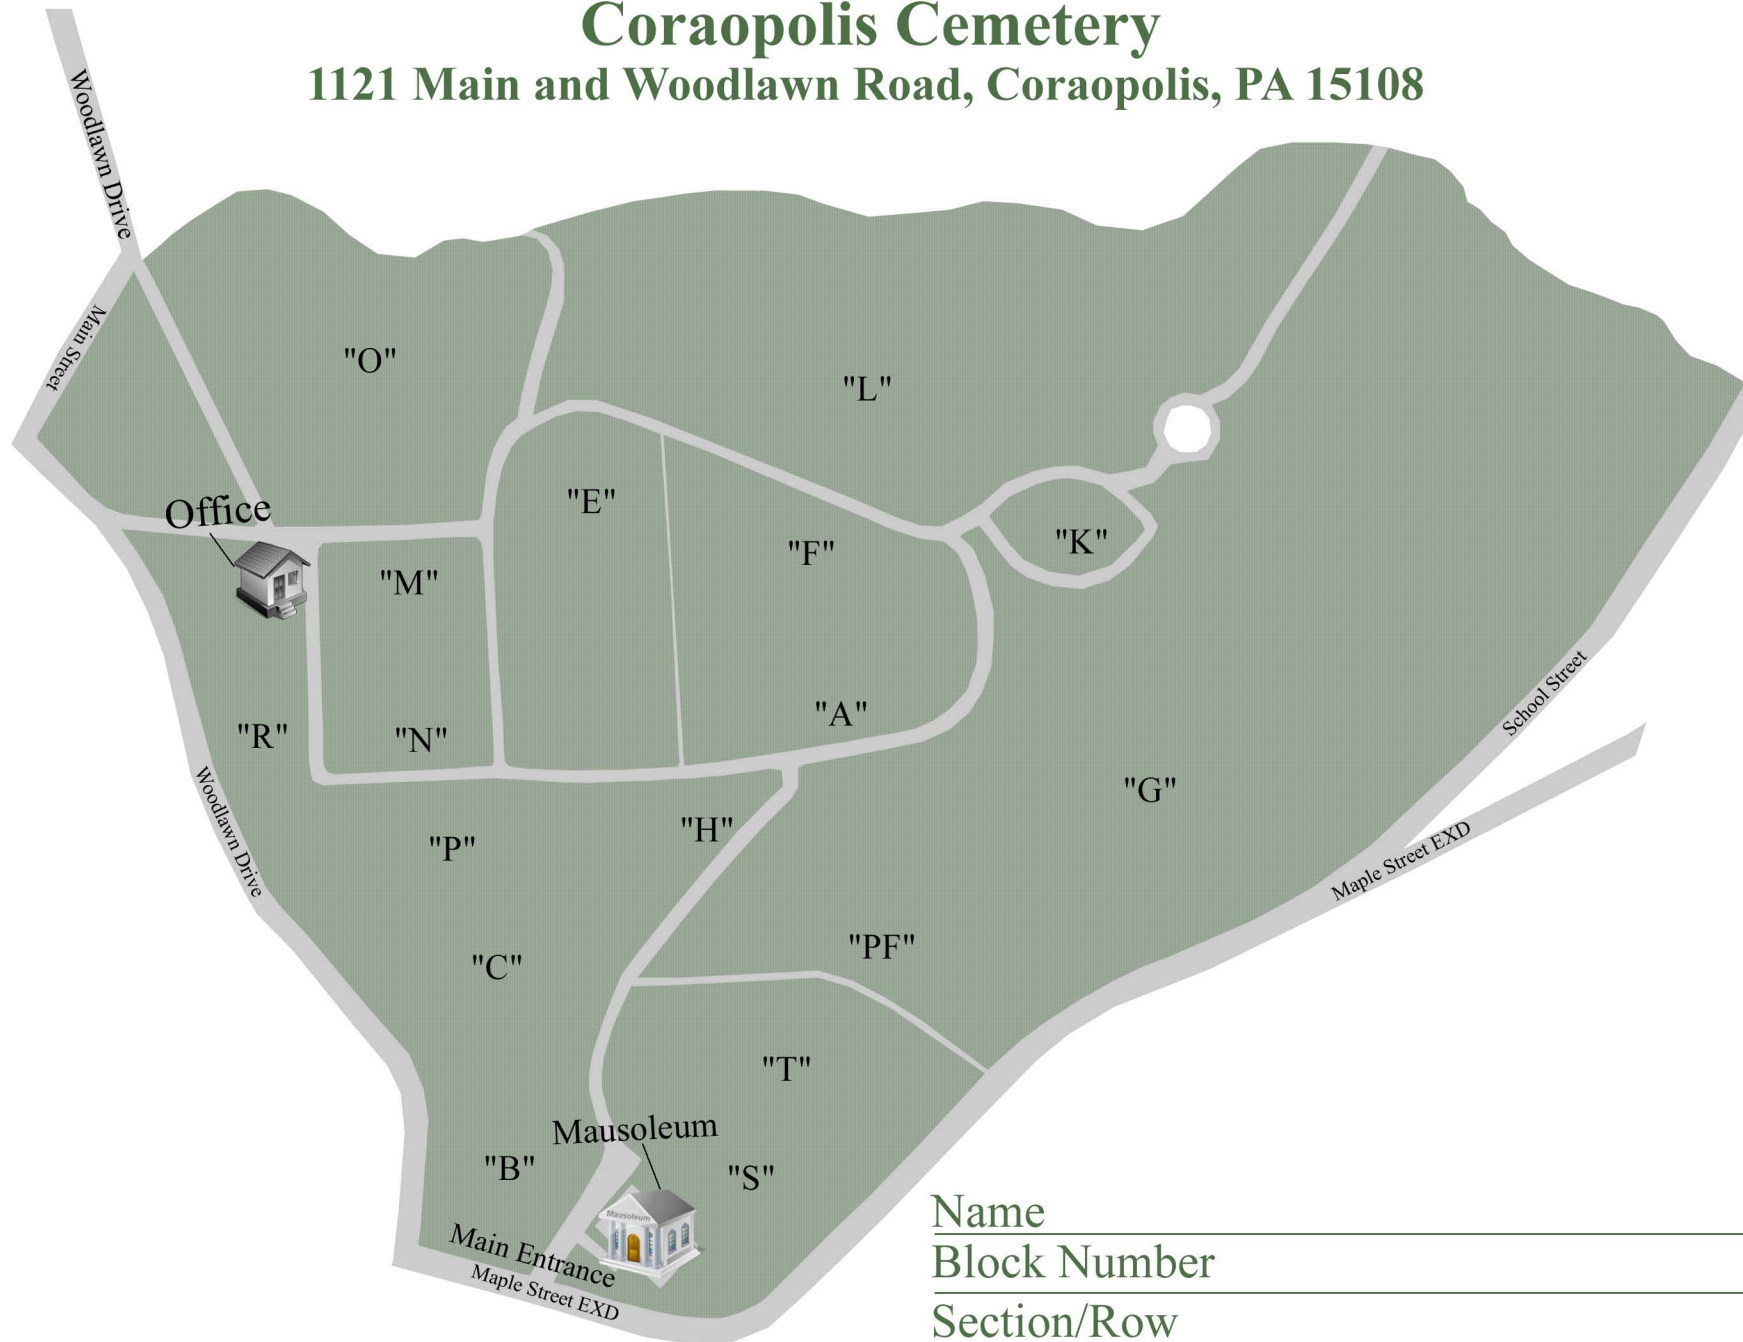 Coraopolis Cemetery
1121 Main and Woodlawn Road, Coraopolis, PA 15108
Woodlawn Drive
Main Street
"O"
"L"
Office
"E"
"F"
"K"
"M"
"R"
"N"
"A"
School Street
"G"
Woodlawn Drive
"P"
"H"
Maple Street EXD
"C"
"PF"
"T"
Mausoleum
"B"
"S"
Mausoleum
Main Entrance
Maple Street EXD
Name
Block Number
Section/Row